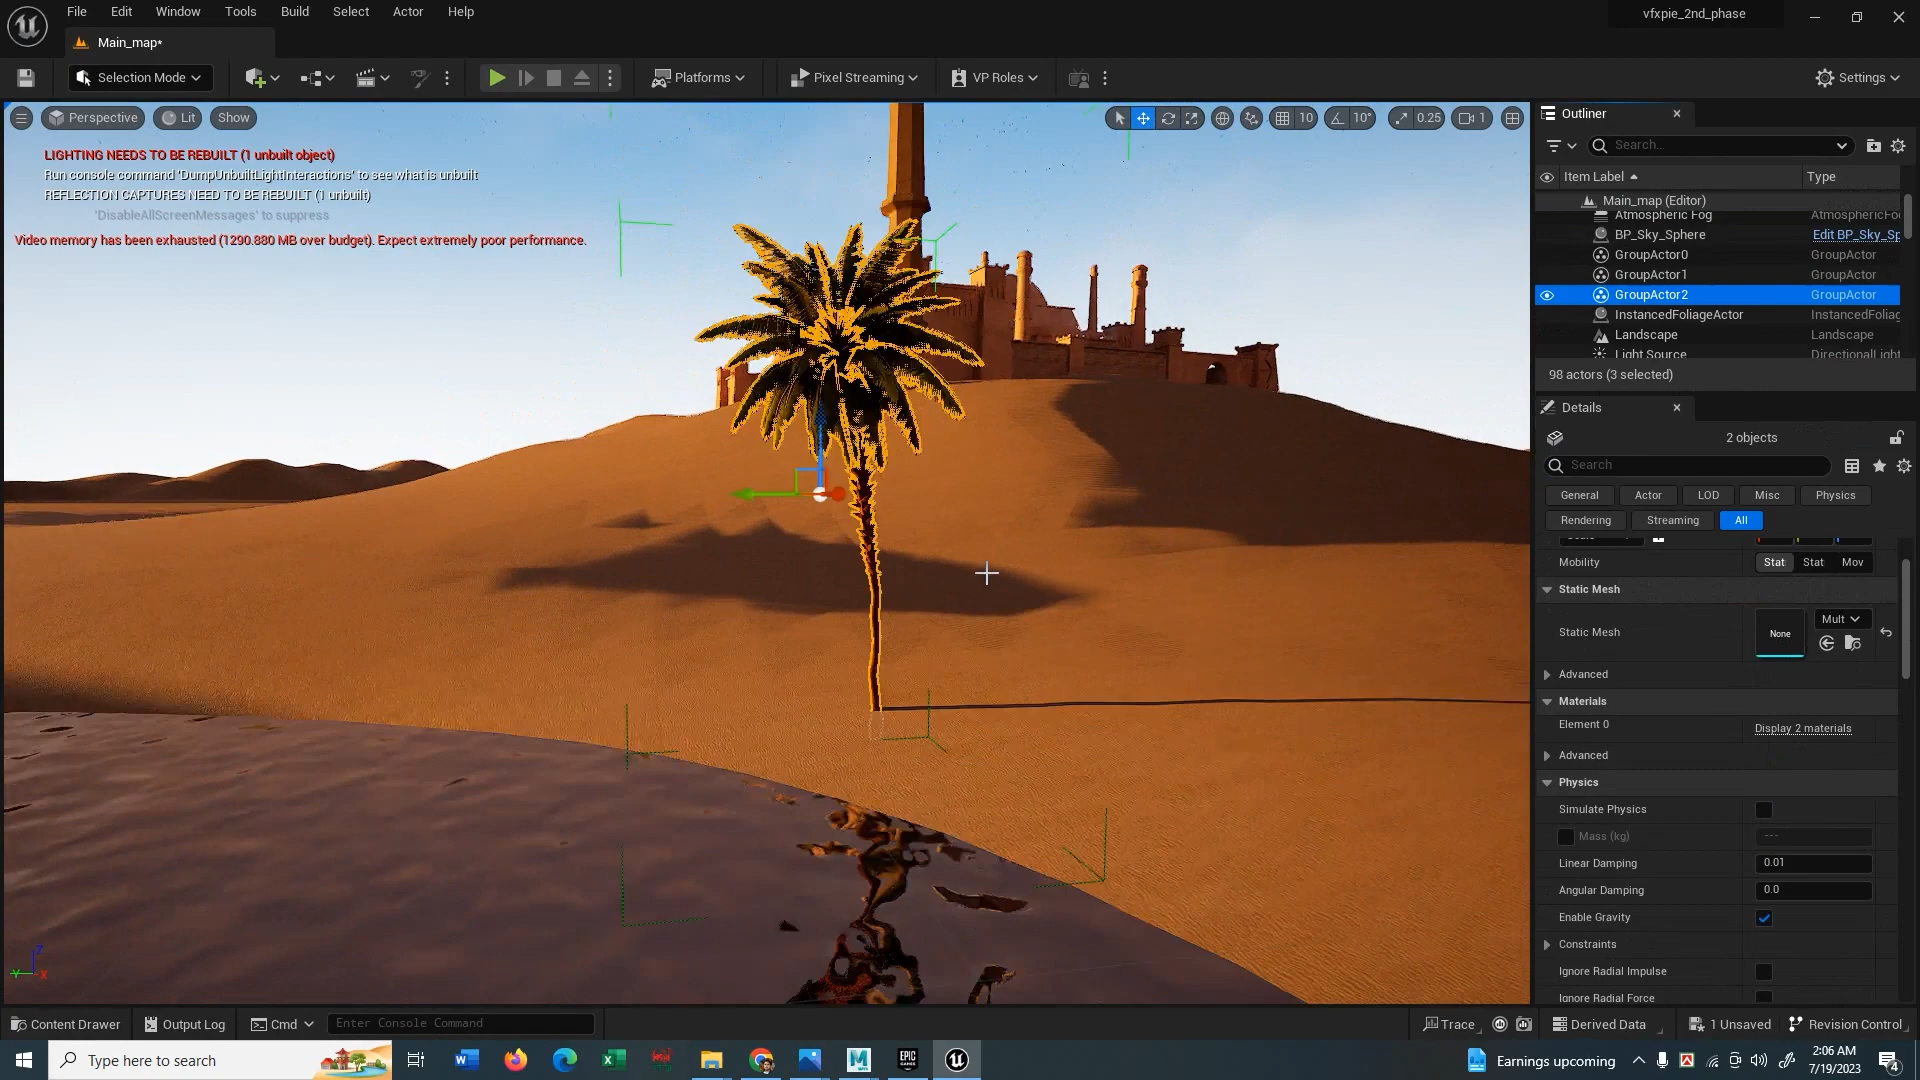 File Edit Window Tools Build Select Actor Help
vfxpie_2nd_phase
Main_map*
Selection Mode
Platforms
Pixel Streaming
VP Roles
Settings
Perspective
Lit
Show
10
10°
0.25
1
LIGHTING NEEDS TO BE REBUILT (1 unbuilt object)
Run console command 'DumpUnbuiltLightInteractions' to see what is unbuilt
REFLECTION CAPTURES NEED TO BE REBUILT (1 unbuilt)
'DisableAllScreenMessages' to suppress
Video memory has been exhausted (1290.880 MB over budget). Expect extremely poor performance.
Z
Y
X
Outliner
Search...
Item Label
Type
Main_map (Editor)
Atmospheric Fog AtmosphericFo
BP_Sky_Sphere Edit BP_Sky_Sp
GroupActor0 GroupActor
GroupActor1 GroupActor
GroupActor2 GroupActor
InstancedFoliageActor InstancedFoliag
Landscape Landscape
Light Source DirectionalLight
98 actors (3 selected)
Details
2 objects
Search
General Actor LOD Misc Physics
Rendering Streaming All
Mobility Stat Stat Mov
Static Mesh
Static Mesh None Mult
Advanced
Materials
Element 0 Display 2 materials
Advanced
Physics
Simulate Physics
Mass (kg) ---
Linear Damping 0.01
Angular Damping 0.0
Enable Gravity
Constraints
Ignore Radial Impulse
Ignore Radial Force
Content Drawer
Output Log
Cmd
Enter Console Command
Trace
Derived Data
1 Unsaved
Revision Control
Type here to search
Earnings upcoming
2:06 AM
7/19/2023
4